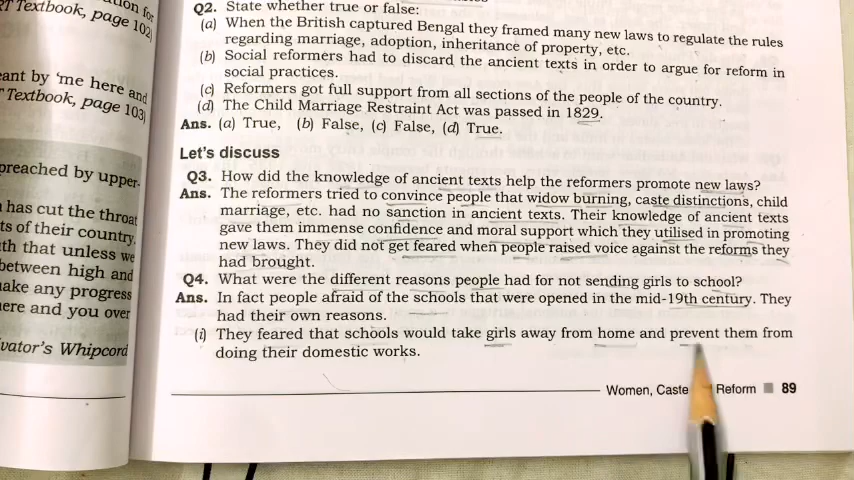 tion for
RT Textbook, page 102)
ant by 'me here and
Textbook, page 103)
preached by upper-
has cut the throat
ts of their country.
th that unless we
between high and
ake any progress
ere and you over
vator's Whipcord
Q2. State whether true or false:
(a) When the British captured Bengal they framed many new laws to regulate the rules
regarding marriage, adoption, inheritance of property, etc.
(b) Social reformers had to discard the ancient texts in order to argue for reform in
social practices.
(c) Reformers got full support from all sections of the people of the country.
(d) The Child Marriage Restraint Act was passed in 1829.
Ans. (a) True, (b) False, (c) False, (d) True.
Let's discuss
Q3. How did the knowledge of ancient texts help the reformers promote new laws?
Ans. The reformers tried to convince people that widow burning, caste distinctions, child
marriage, etc. had no sanction in ancient texts. Their knowledge of ancient texts
gave them immense confidence and moral support which they utilised in promoting
new laws. They did not get feared when people raised voice against the reforms they
had brought.
Q4. What were the different reasons people had for not sending girls to school?
Ans. In fact people afraid of the schools that were opened in the mid-19th century. They
had their own reasons.
(i) They feared that schools would take girls away from home and prevent them from
doing their domestic works.
Women, Caste Reform 89